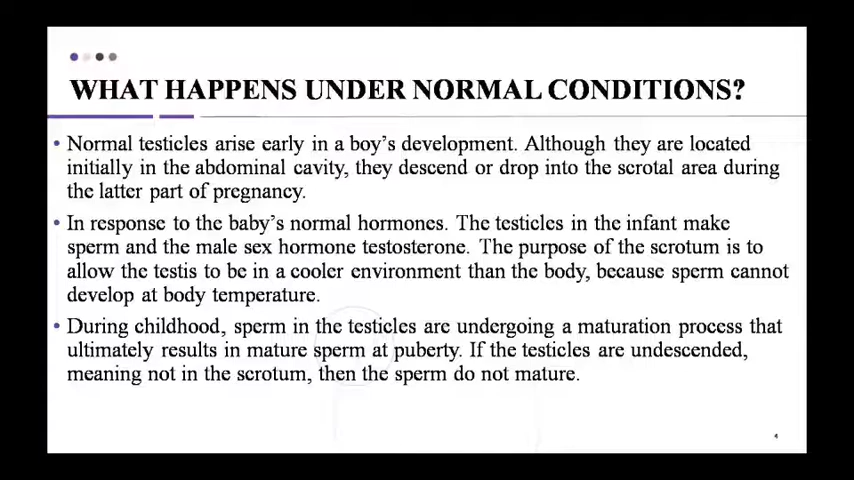 WHAT HAPPENS UNDER NORMAL CONDITIONS?
• Normal testicles arise early in a boy's development. Although they are located
initially in the abdominal cavity, they descend or drop into the scrotal area during
the latter part of pregnancy.
• In response to the baby's normal hormones. The testicles in the infant make
sperm and the male sex hormone testosterone. The purpose of the scrotum is to
allow the testis to be in a cooler environment than the body, because sperm cannot
develop at body temperature.
• During childhood, sperm in the testicles are undergoing a maturation process that
ultimately results in mature sperm at puberty. If the testicles are undescended,
meaning not in the scrotum, then the sperm do not mature.
4